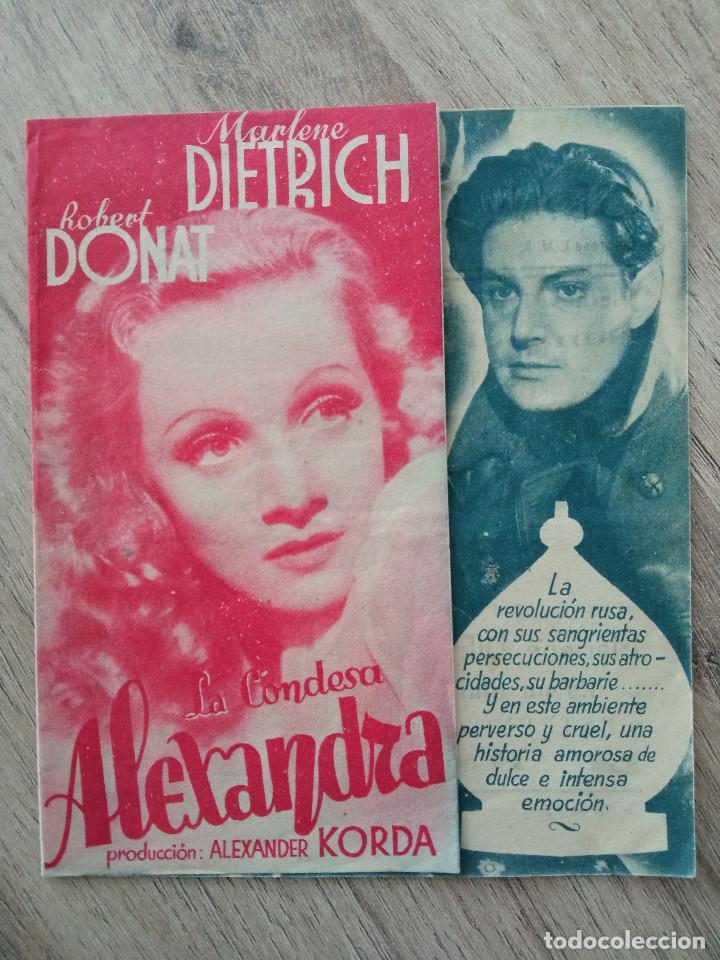 Marlene
DIETRICH
Robert
DONAT
La Condesa
Alexandra
producción: ALEXANDER KORDA
La
revolución rusa,
con sus sangrientas
persecuciones, sus atro-
cidades, su barbarie .......
Y en este ambiente
perverso y cruel, una
historia amorosa de
dulce e intensa
emoción.
todocoleccion